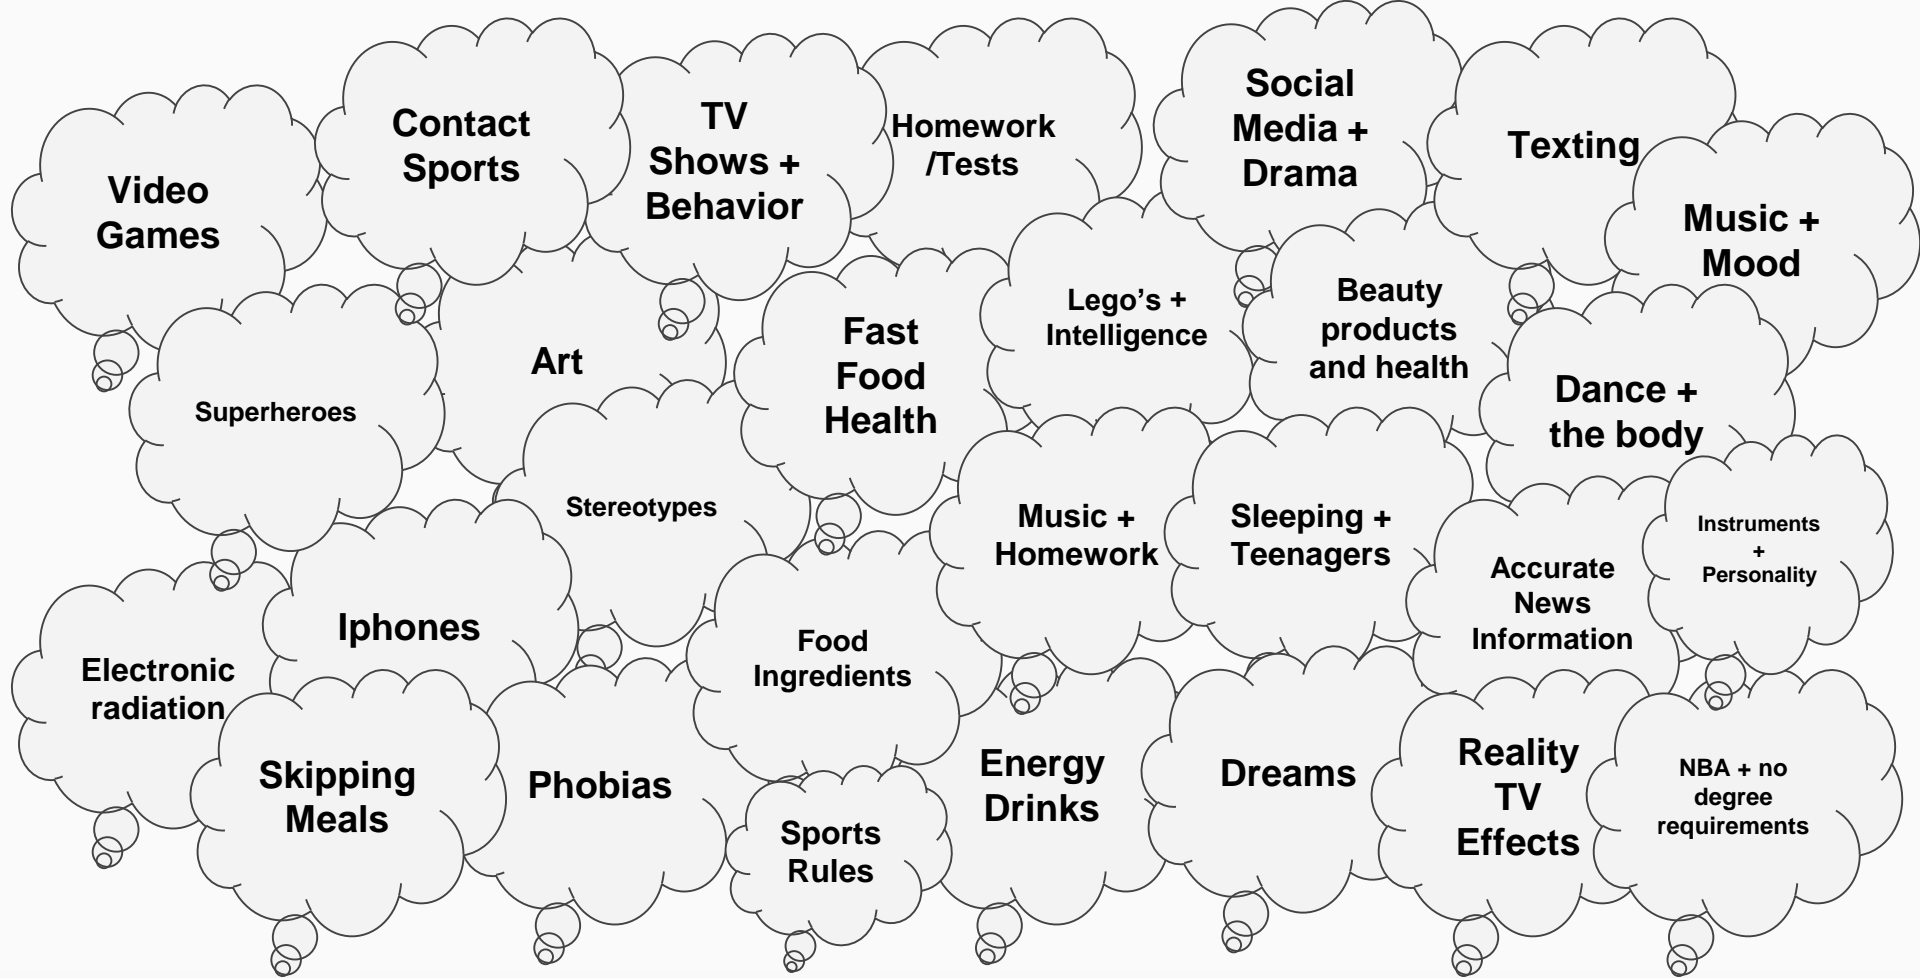 Video
Games
Contact
Sports
TV
Shows +
Behavior
Homework
/Tests
Social
Media +
Drama
Texting
Music +
Mood
Superheroes
Art
Fast
Food
Health
Lego’s +
Intelligence
Beauty
products
and health
Dance +
the body
Stereotypes
Music +
Homework
Sleeping +
Teenagers
Accurate
News
Information
Instruments
+
Personality
Electronic
radiation
Iphones
Food
Ingredients
Skipping
Meals
Phobias
Sports
Rules
Energy
Drinks
Dreams
Reality
TV
Effects
NBA + no
degree
requirements